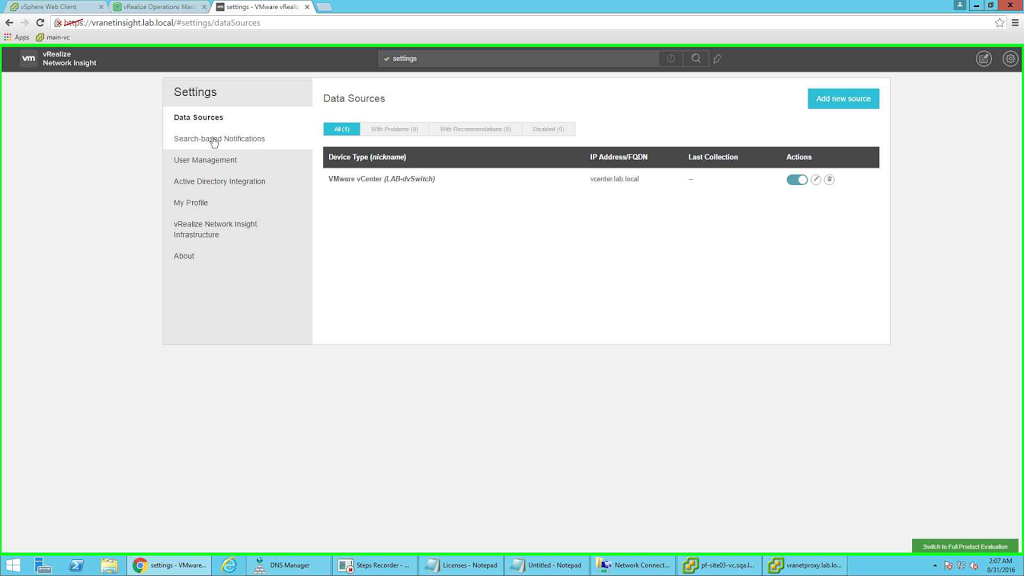 vSphere Web Client
vRealize Operations Man
settings - VMware vRealiz
https://vranetinsight.lab.local/#settings/dataSources
Apps
main-vc
vm
vRealize
Network Insight
settings
Settings
Data Sources
Search-based Notifications
User Management
Active Directory Integration
My Profile
vRealize Network Insight
Infrastructure
About
Data Sources
Add new source
All (1)
With Problems (0)
With Recommendations (0)
Disabled (0)
Device Type (nickname)
IP Address/FQDN
Last Collection
Actions
VMware vCenter (LAB-dvSwitch)
vcenter.lab.local
--
Switch to Full Product Evaluation
settings - VMware...
DNS Manager
Steps Recorder - ...
Licenses - Notepad
Untitled - Notepad
Network Connect...
pf-site03-vc.sqa.l...
vranetproxy.lab.lo...
2:07 AM
8/31/2016